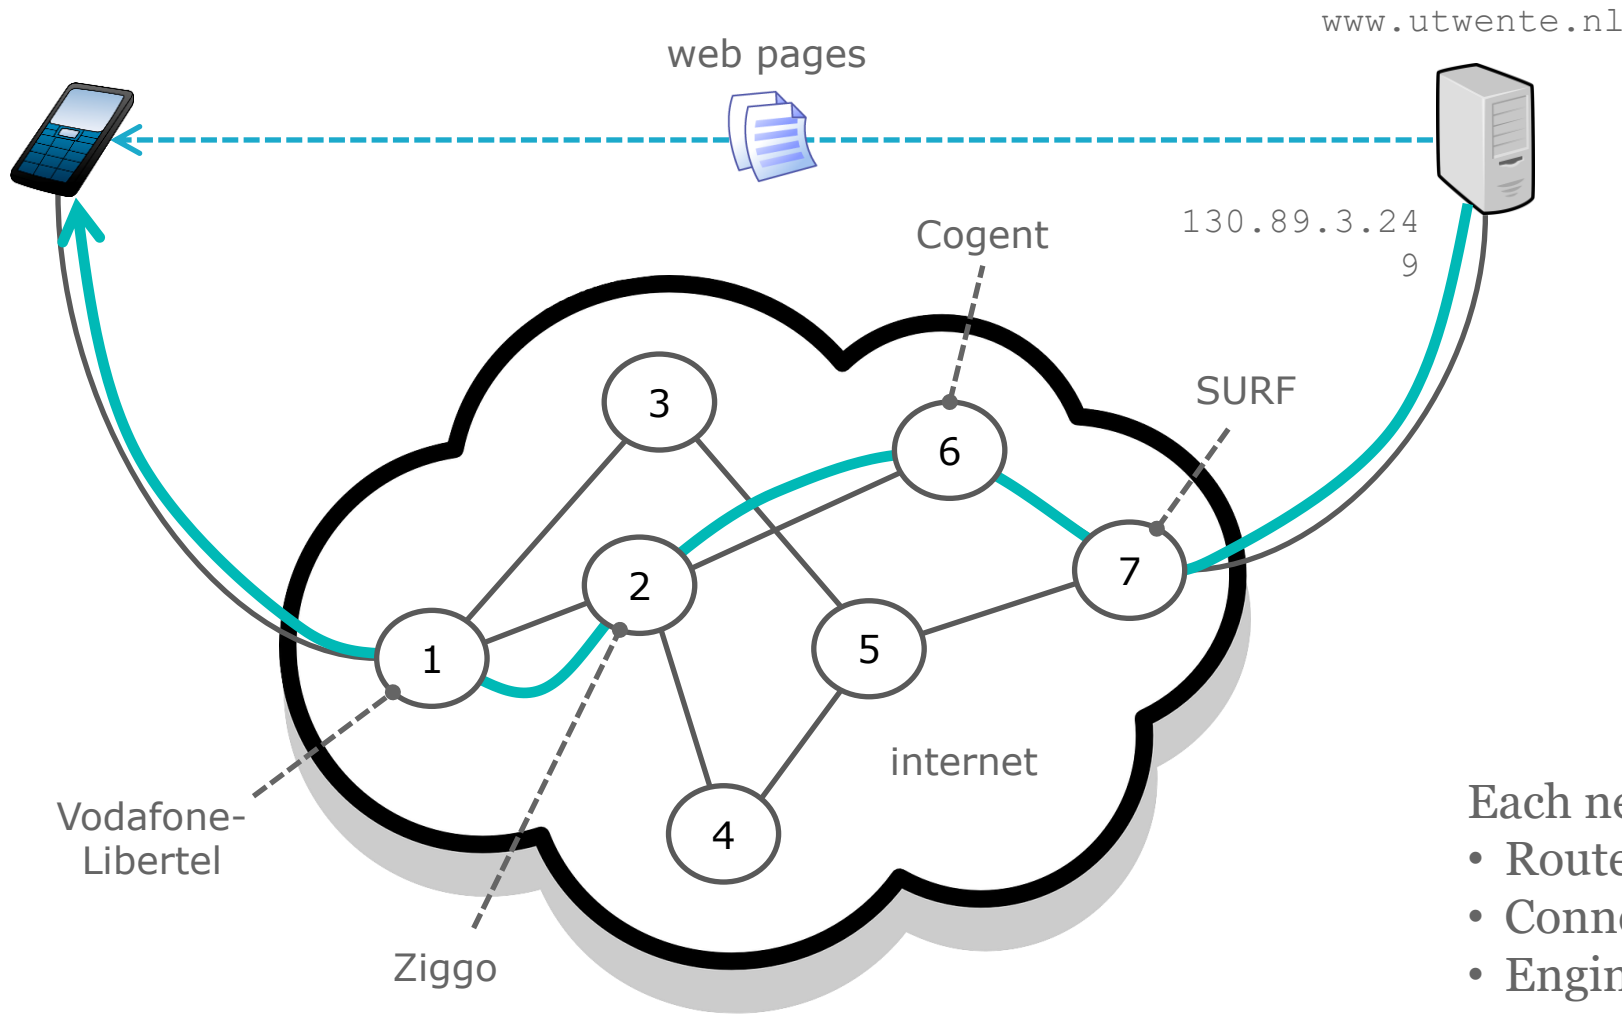 www.utwente.nl
web pages
130.89.3.24
9
Cogent
SURF
3
6
2
7
1
5
internet
4
Vodafone-
Libertel
Ziggo
Each
•
•
•